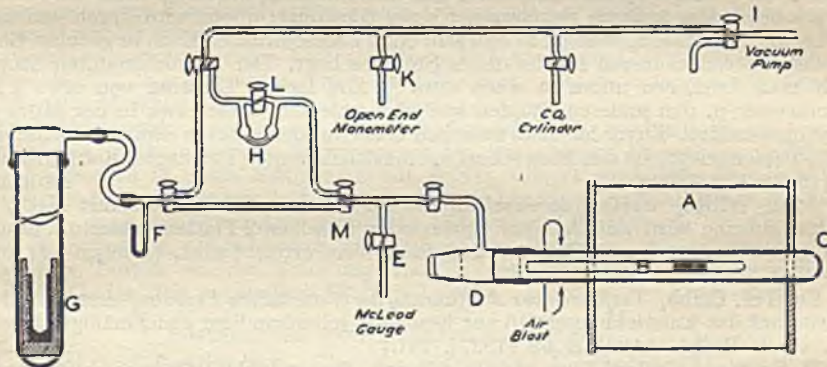 I
Vacuum
Pump
K
L
Open End
Manometer
CO₂
Cylinder
H
A
F
M
E
C
G
D
McLeod
Gauge
Air
Blast